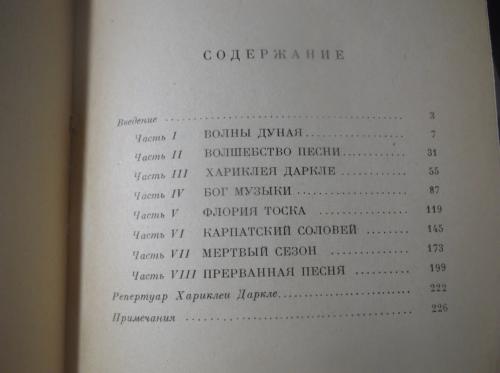 СОДЕРЖАНИЕ
Введение 3
Часть I ВОЛНЫ ДУНАЯ 7
Часть II ВОЛШЕБСТВО ПЕСНИ 31
Часть III ХАРИКЛЕЯ ДАРКЛЕ 55
Часть IV БОГ МУЗЫКИ 87
Часть V ФЛОРИЯ ТОСКА 119
Часть VI КАРПАТСКИЙ СОЛОВЕЙ 145
Часть VII МЕРТВЫЙ СЕЗОН 173
Часть VIII ПРЕРВАННАЯ ПЕСНЯ 199
Репертуар Хариклеи Даркле 222
Примечания 226